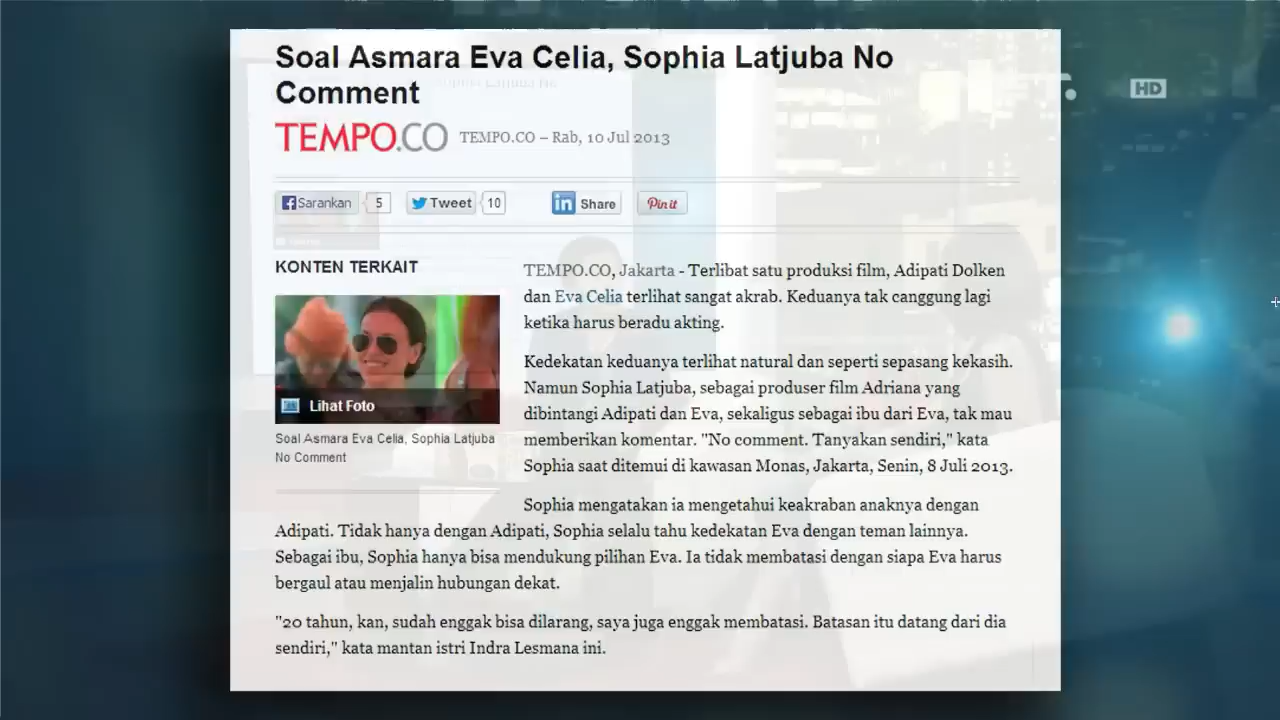 Soal Asmara Eva Celia, Sophia Latjuba No
Comment
TEMPO.CO TEMPO.CO – Rab, 10 Jul 2013
HD
Sarankan 5 Tweet 10 Share Pin it
KONTEN TERKAIT
Lihat Foto
Soal Asmara Eva Celia, Sophia Latjuba
No Comment
TEMPO.CO, Jakarta - Terlibat satu produksi film, Adipati Dolken
dan Eva Celia terlihat sangat akrab. Keduanya tak canggung lagi
ketika harus beradu akting.
Kedekatan keduanya terlihat natural dan seperti sepasang kekasih.
Namun Sophia Latjuba, sebagai produser film Adriana yang
dibintangi Adipati dan Eva, sekaligus sebagai ibu dari Eva, tak mau
memberikan komentar. "No comment. Tanyakan sendiri," kata
Sophia saat ditemui di kawasan Monas, Jakarta, Senin, 8 Juli 2013.
Sophia mengatakan ia mengetahui keakraban anaknya dengan
Adipati. Tidak hanya dengan Adipati, Sophia selalu tahu kedekatan Eva dengan teman lainnya.
Sebagai ibu, Sophia hanya bisa mendukung pilihan Eva. Ia tidak membatasi dengan siapa Eva harus
bergaul atau menjalin hubungan dekat.
"20 tahun, kan, sudah enggak bisa dilarang, saya juga enggak membatasi. Batasan itu datang dari dia
sendiri," kata mantan istri Indra Lesmana ini.